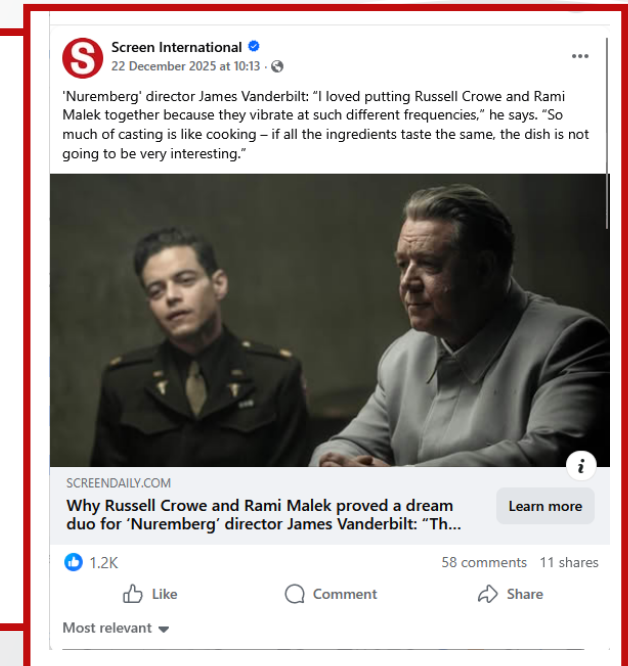 Screen International
22 December 2025 at 10:13 ·
'Nuremberg' director James Vanderbilt: “I loved putting Russell Crowe and Rami
Malek together because they vibrate at such different frequencies,” he says. “So
much of casting is like cooking – if all the ingredients taste the same, the dish is not
going to be very interesting.”
SCREENDAILY.COM
Why Russell Crowe and Rami Malek proved a dream
duo for ‘Nuremberg’ director James Vanderbilt: “Th...
Learn more
1.2K
58 comments 11 shares
Like Comment Share
Most relevant